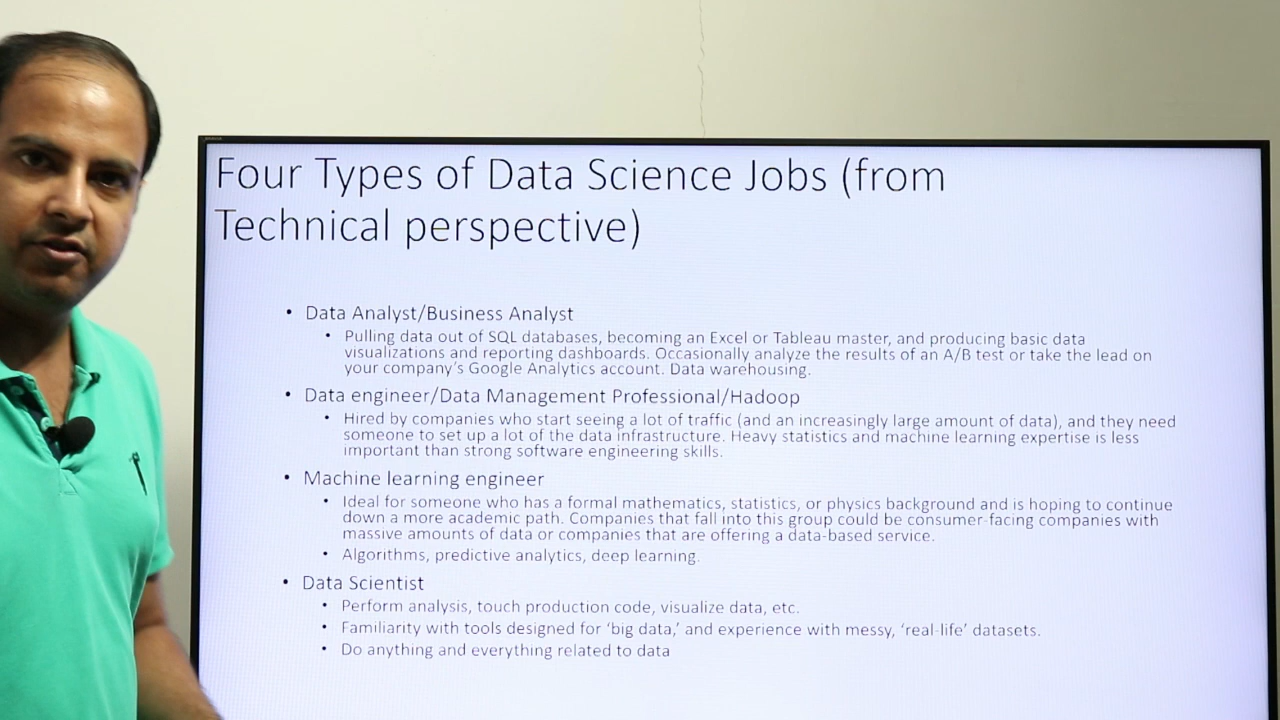 Four Types of Data Science Jobs (from
Technical perspective)
• Data Analyst/Business Analyst
• Pulling data out of SQL databases, becoming an Excel or Tableau master, and producing basic data
visualizations and reporting dashboards. Occasionally analyze the results of an A/B test or take the lead on
your company’s Google Analytics account. Data warehousing.
• Data engineer/Data Management Professional/Hadoop
• Hired by companies who start seeing a lot of traffic (and an increasingly large amount of data), and they need
someone to set up a lot of the data infrastructure. Heavy statistics and machine learning expertise is less
important than strong software engineering skills.
• Machine learning engineer
• Ideal for someone who has a formal mathematics, statistics, or physics background and is hoping to continue
down a more academic path. Companies that fall into this group could be consumer-facing companies with
massive amounts of data or companies that are offering a data-based service.
• Algorithms, predictive analytics, deep learning.
• Data Scientist
• Perform analysis, touch production code, visualize data, etc.
• Familiarity with tools designed for ‘big data,’ and experience with messy, ‘real-life’ datasets.
• Do anything and everything related to data